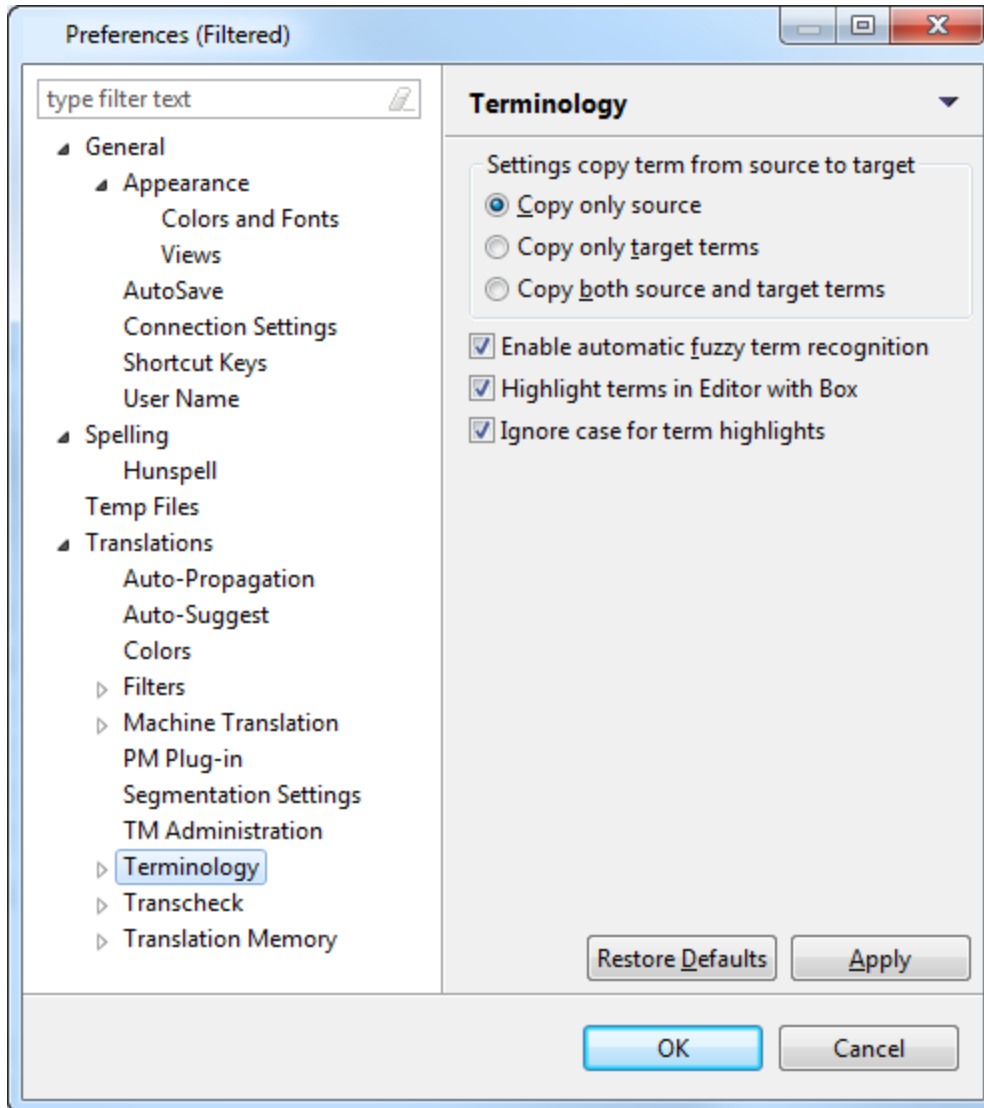 Preferences (Filtered)
type filter text
General
Appearance
Colors and Fonts
Views
AutoSave
Connection Settings
Shortcut Keys
User Name
Spelling
Hunspell
Temp Files
Translations
Auto-Propagation
Auto-Suggest
Colors
Filters
Machine Translation
PM Plug-in
Segmentation Settings
TM Administration
Terminology
Transcheck
Translation Memory
Terminology
Settings copy term from source to target
Copy only source
Copy only target terms
Copy both source and target terms
Enable automatic fuzzy term recognition
Highlight terms in Editor with Box
Ignore case for term highlights
Restore Defaults
Apply
OK
Cancel